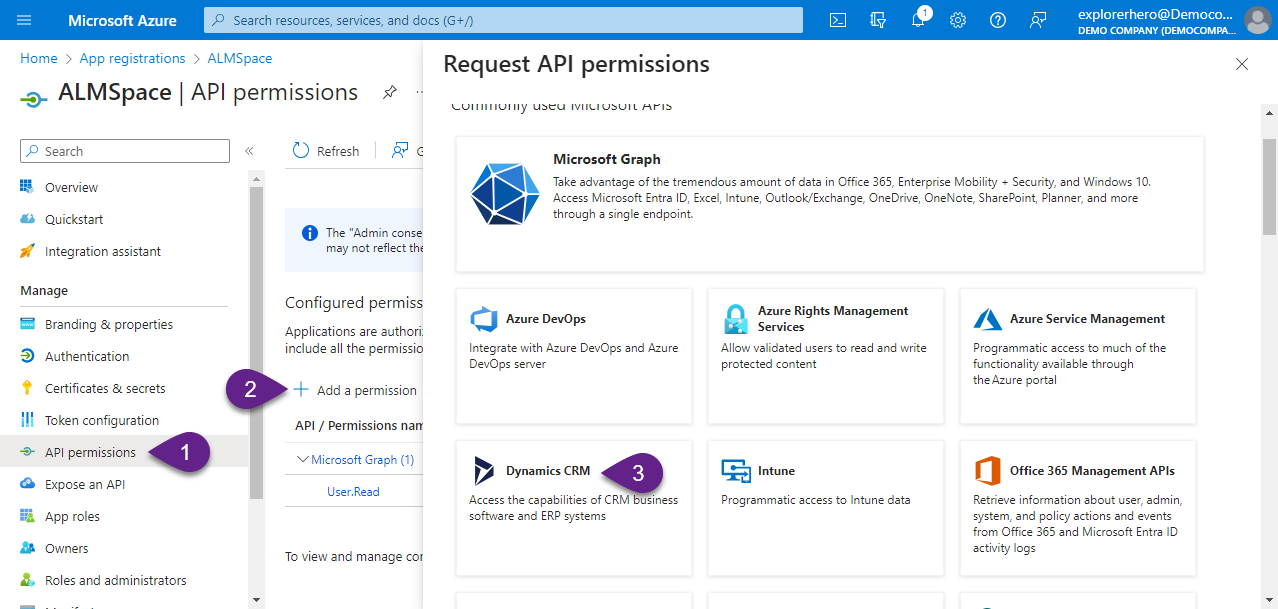 Microsoft Azure
Search resources, services, and docs (G+/)
1
explorerhero@Democo...
DEMO COMPANY (DEMOCOMPA...
Home > App registrations > ALMSpace
ALMSpace | API permissions
...
Search
«
Overview
Quickstart
Integration assistant
Manage
Branding & properties
Authentication
Certificates & secrets
Token configuration
API permissions
1
Expose an API
App roles
Owners
Roles and administrators
Refresh
The "Admin conse
may not reflect the
Configured permiss
Applications are authori
include all the permissio
2
Add a permission
API / Permissions nam
Microsoft Graph (1)
User.Read
To view and manage con
Request API permissions
Commonly used Microsoft APIs
Microsoft Graph
Take advantage of the tremendous amount of data in Office 365, Enterprise Mobility + Security, and Windows 10.
Access Microsoft Entra ID, Excel, Intune, Outlook/Exchange, OneDrive, OneNote, SharePoint, Planner, and more
through a single endpoint.
Azure DevOps
Integrate with Azure DevOps and Azure
DevOps server
Azure Rights Management
Services
Allow validated users to read and write
protected content
Azure Service Management
Programmatic access to much of the
functionality available through
the Azure portal
Dynamics CRM
3
Access the capabilities of CRM business
software and ERP systems
Intune
Programmatic access to Intune data
Office 365 Management APIs
Retrieve information about user, admin,
system, and policy actions and events
from Office 365 and Microsoft Entra ID
activity logs